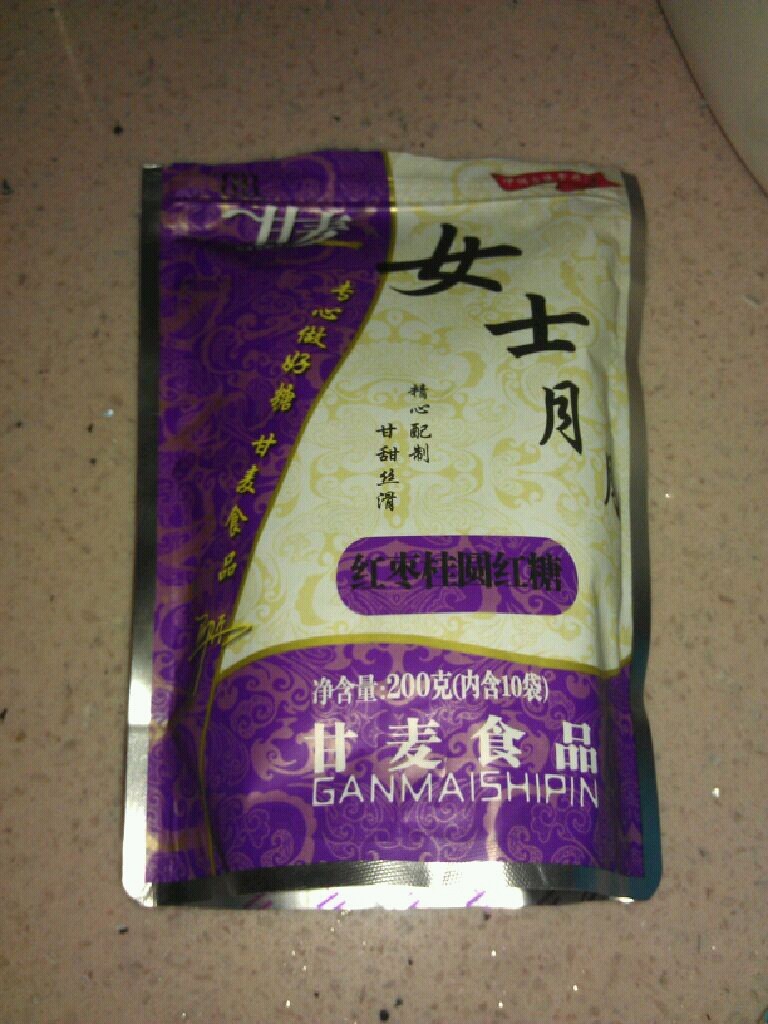 甘麦
女士月
专心做好糖 甘麦食品
精心配制
甘甜丝滑
红枣桂圆红糖
净含量:200克(内含10袋)
甘麦食品
GANMAISHIPIN